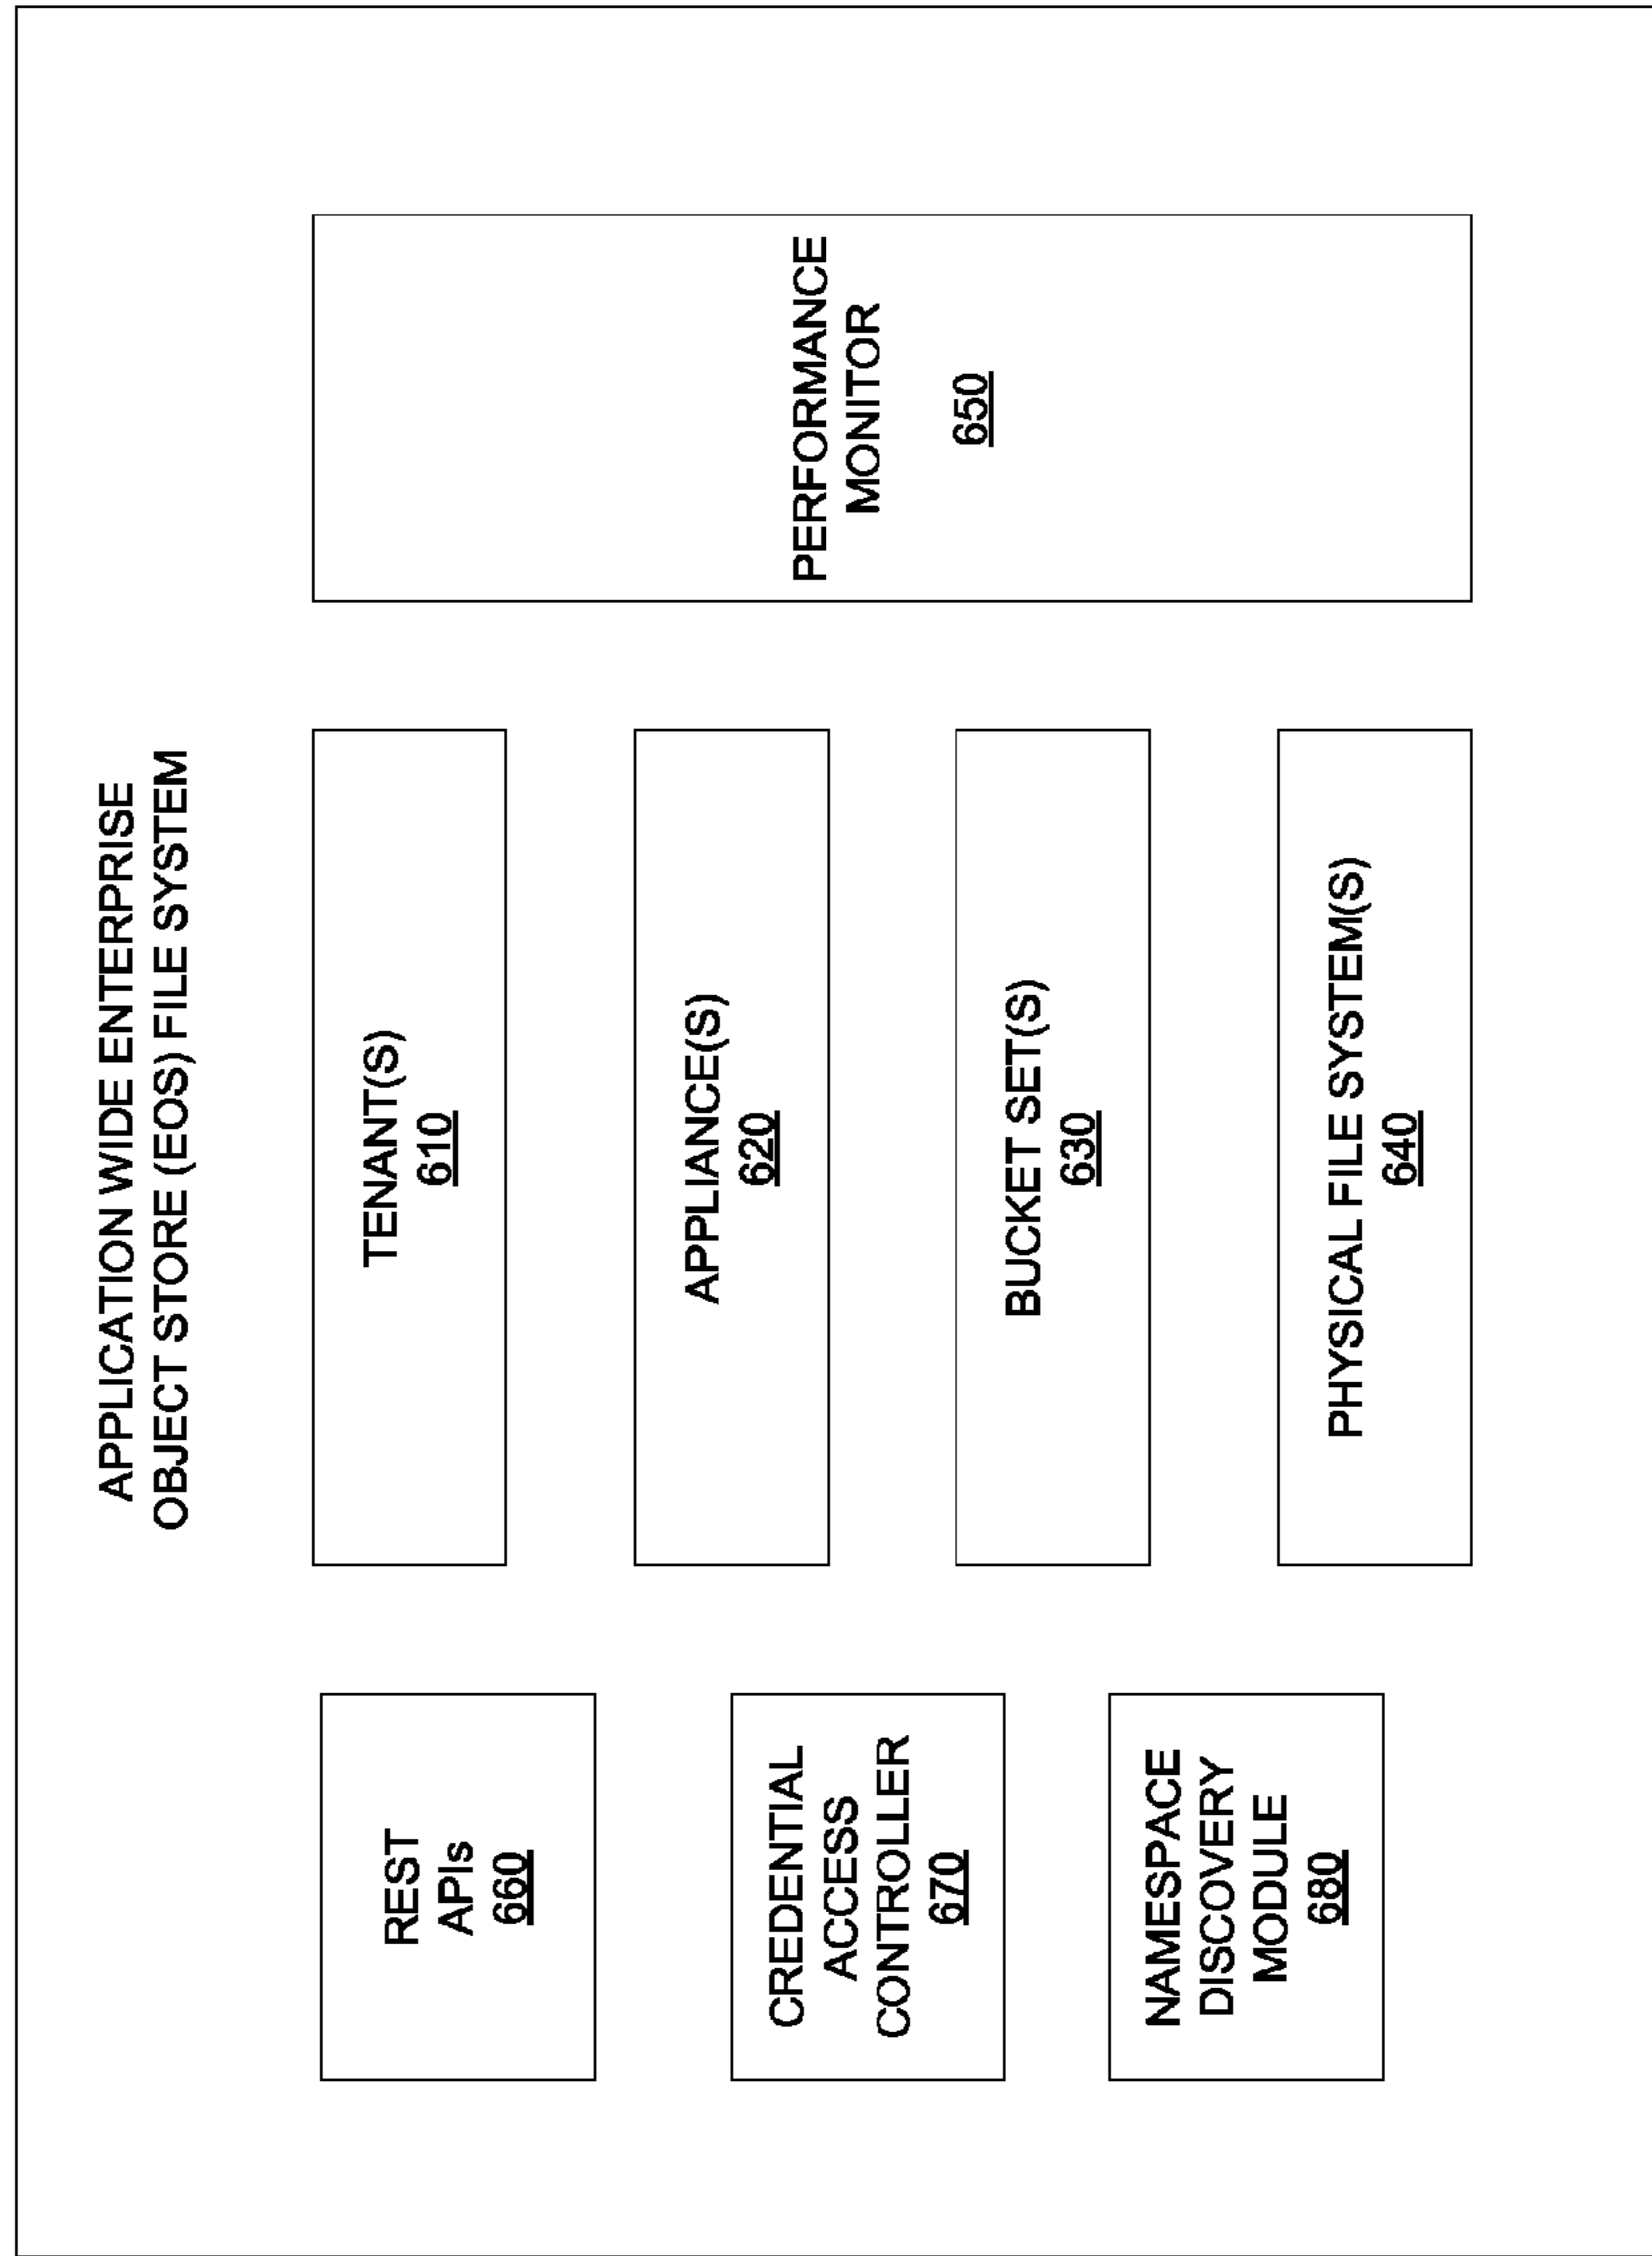 APPLICATION WIDE ENTERPRISE
OBJECT STORE (EOS) FILE SYSTEM
REST
APIs
660
CREDENTIAL
ACCESS
CONTROLLER
670
NAMESPACE
DISCOVERY
MODULE
680
TENANT(S)
610
APPLIANCE(S)
620
BUCKET SET(S)
630
PHYSICAL FILE SYSTEM(S)
640
PERFORMANCE
MONITOR
650